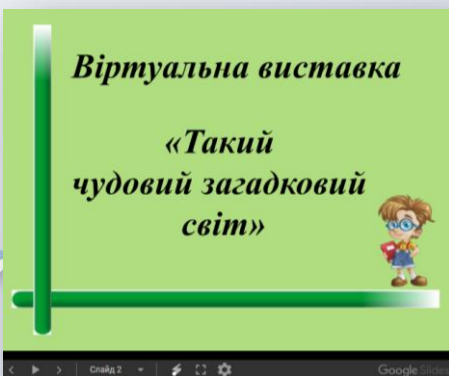 Віртуальна виставка
«Такий
чудовий загадковий
світ»
Слайд 2
Google Slides